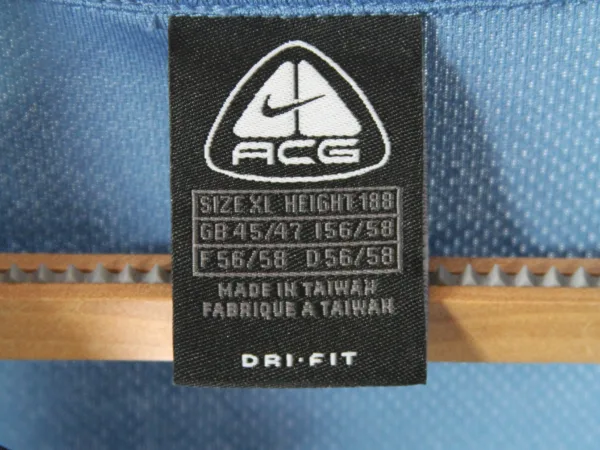 ACG
SIZE XL HEIGHT 188
GB 45/47 I 56/58
F 56/58 D 56/58
MADE IN TAIWAN
FABRIQUE A TAIWAN
DRI·FIT